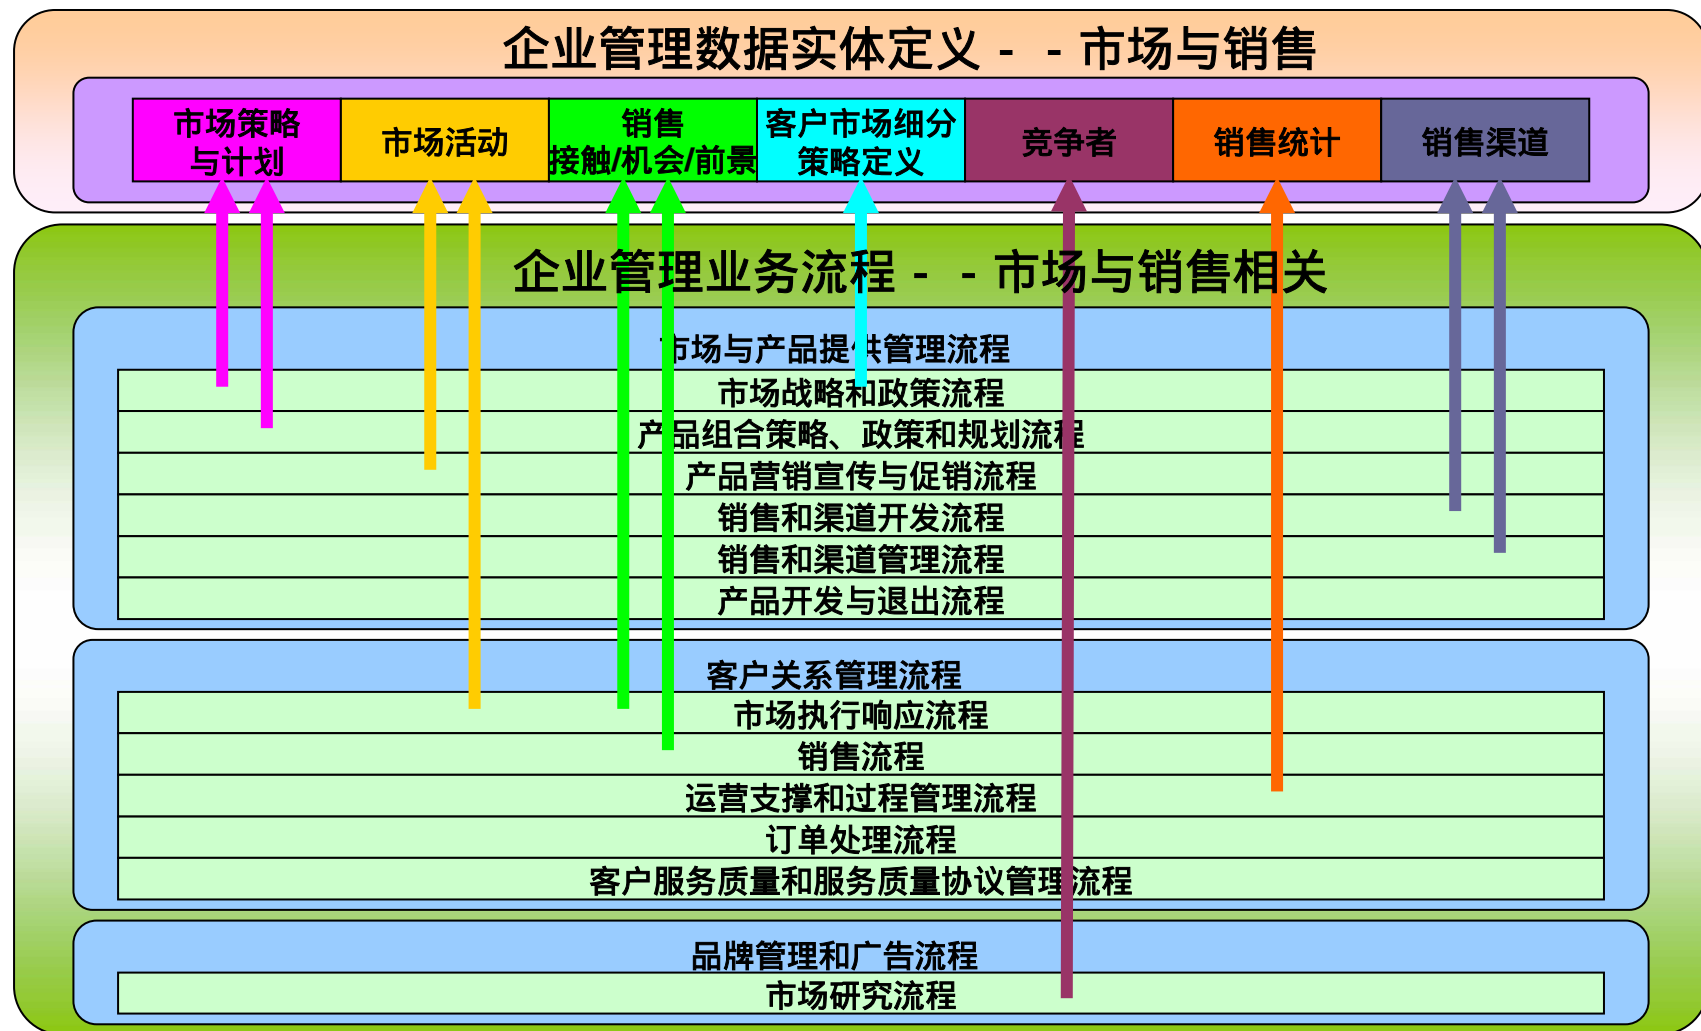 企业管理数据实体定义 - - 市场与销售
市场策略
与计划
市场活动
销售
接触/机会/前景
客户市场细分
策略定义
竞争者
销售统计
销售渠道
企业管理业务流程 - - 市场与销售相关
市场与产品提供管理流程
市场战略和政策流程
产品组合策略、政策和规划流程
产品营销宣传与促销流程
销售和渠道开发流程
销售和渠道管理流程
产品开发与退出流程
客户关系管理流程
市场执行响应流程
销售流程
运营支撑和过程管理流程
订单处理流程
客户服务质量和服务质量协议管理流程
品牌管理和广告流程
市场研究流程